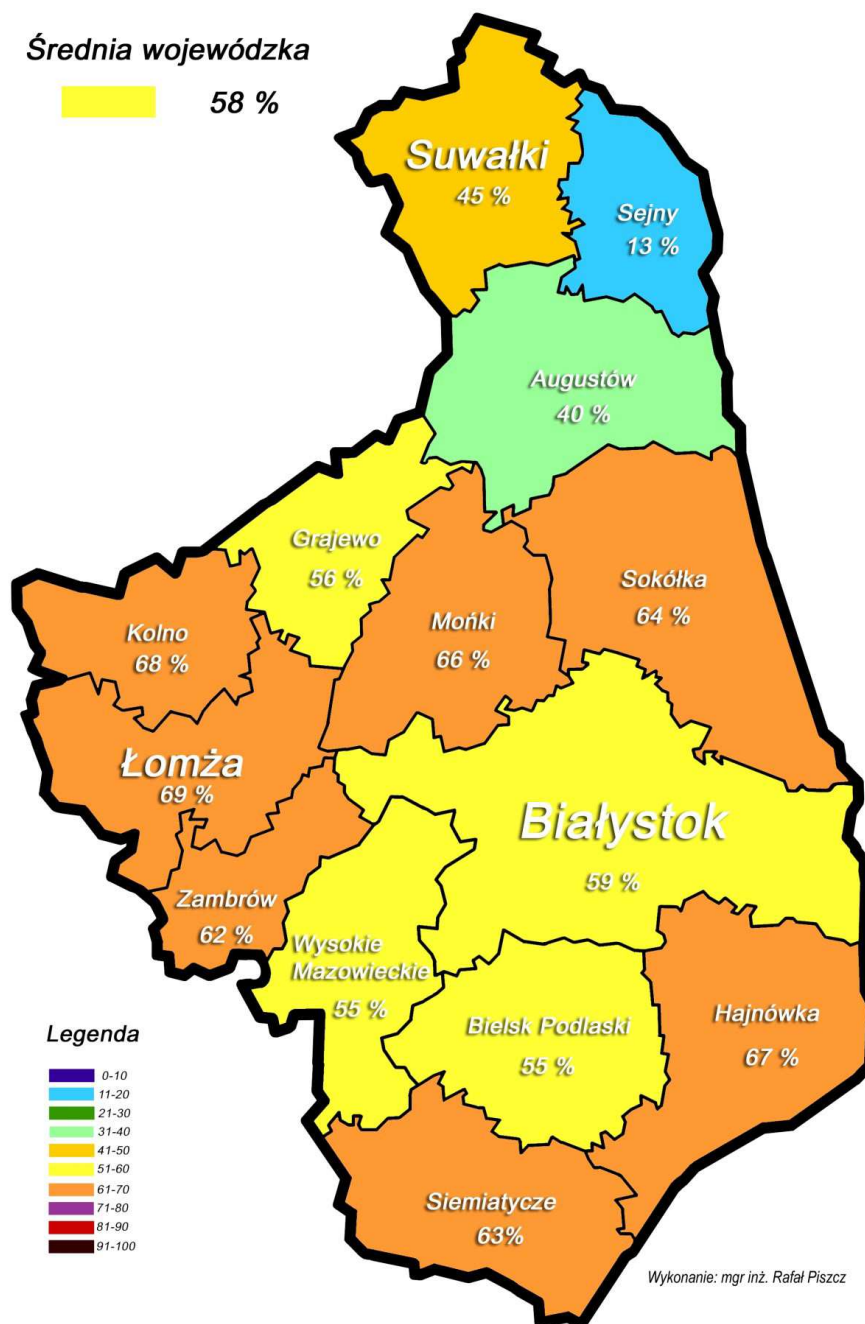 Średnia wojewódzka
58 %
Suwałki
45 %
Sejny
13 %
Augustów
40 %
Grajewo
56 %
Kolno
68 %
Mońki
66 %
Sokółka
64 %
Łomża
69 %
Białystok
59 %
Zambrów
62 %
Wysokie
Mazowieckie
55 %
Bielsk Podlaski
55 %
Hajnówka
67 %
Siemiatycze
63%
Legenda
0-10
11-20
21-30
31-40
41-50
51-60
61-70
71-80
81-90
91-100
Wykonanie: mgr inż. Rafał Piszcz